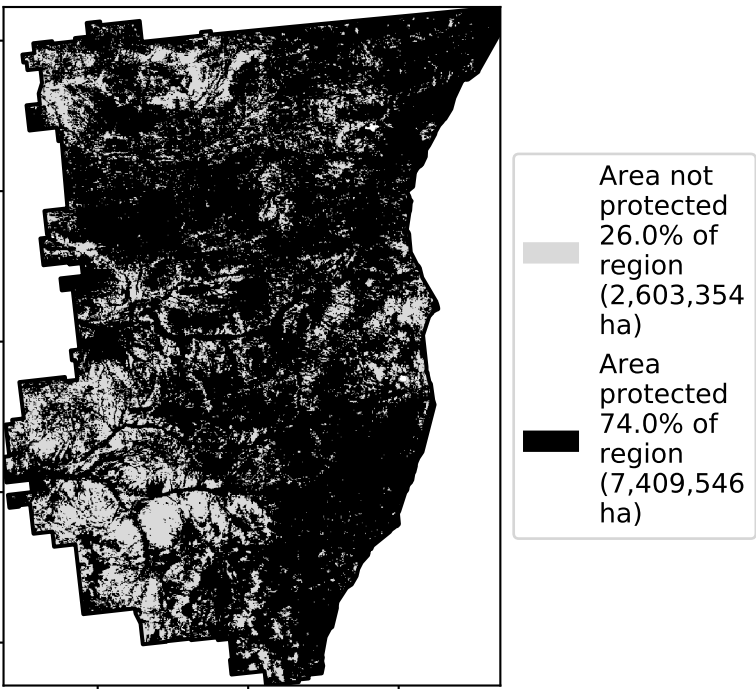 Area not
protected
26.0% of
region
(2,603,354
ha)
Area
protected
74.0% of
region
(7,409,546
ha)